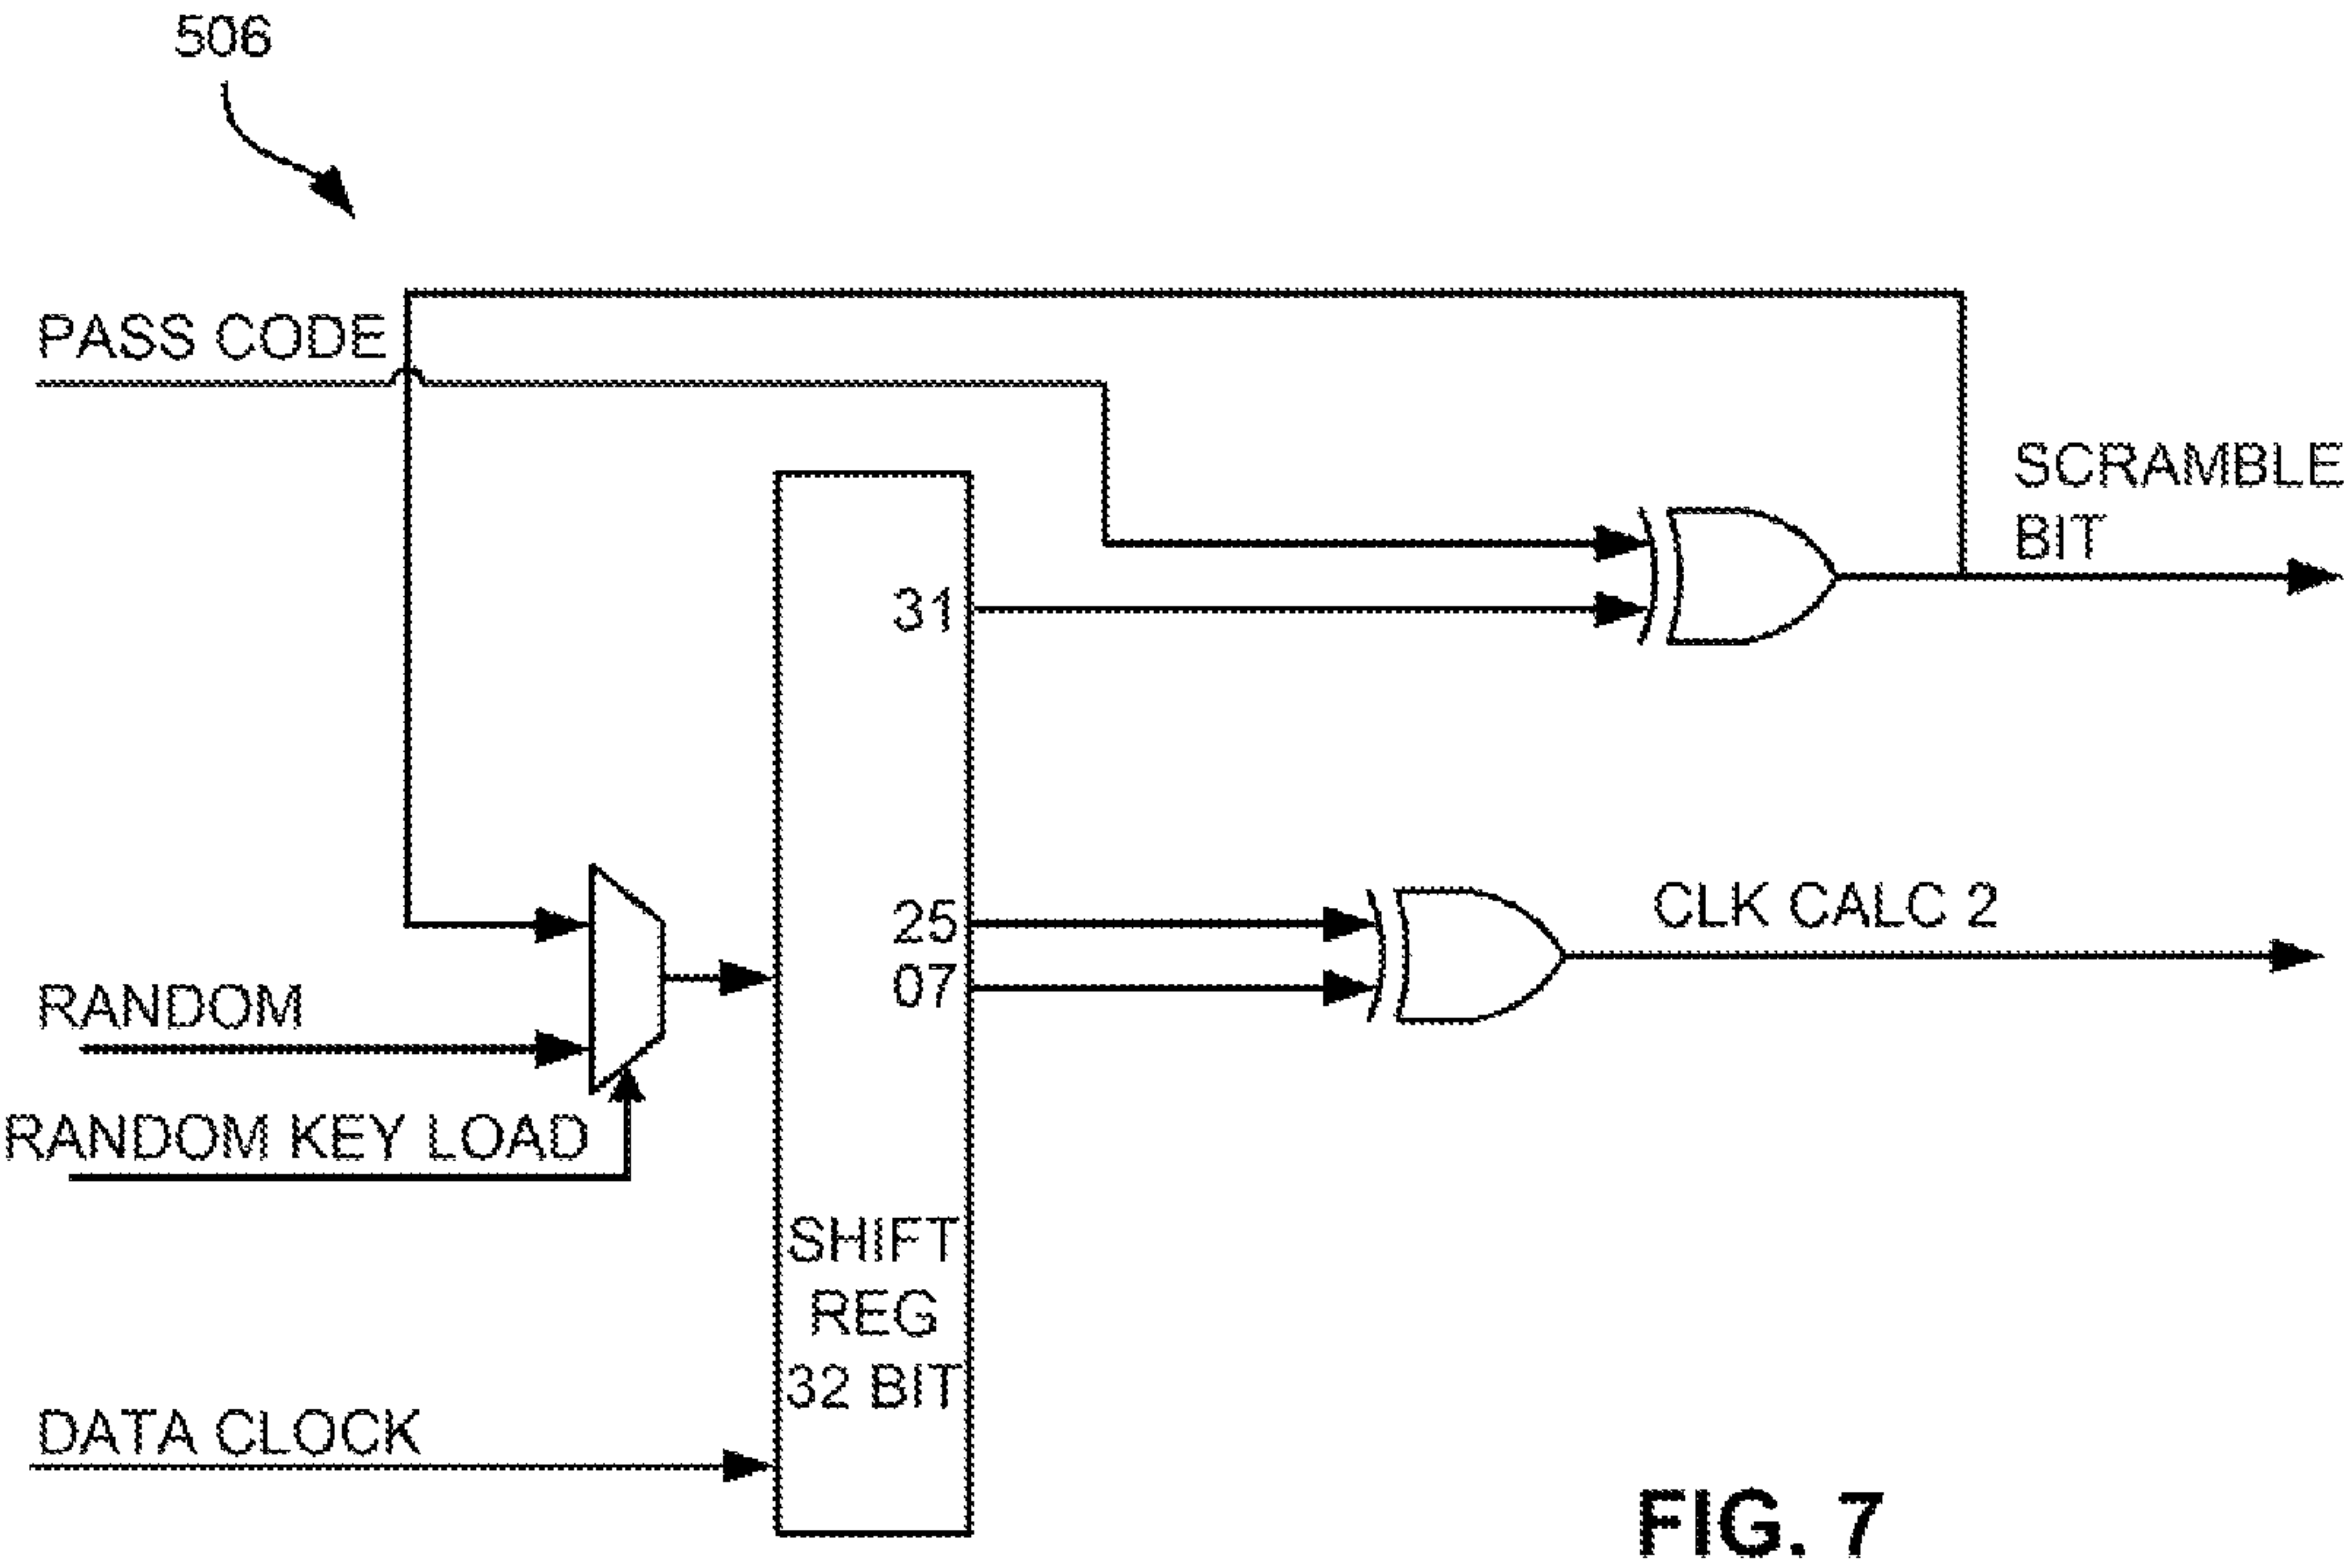 506
PASS CODE
SCRAMBLE
BIT
31
25
CLK CALC 2
07
RANDOM
RANDOM KEY LOAD
SHIFT
REG
32 BIT
DATA CLOCK
FIG. 7